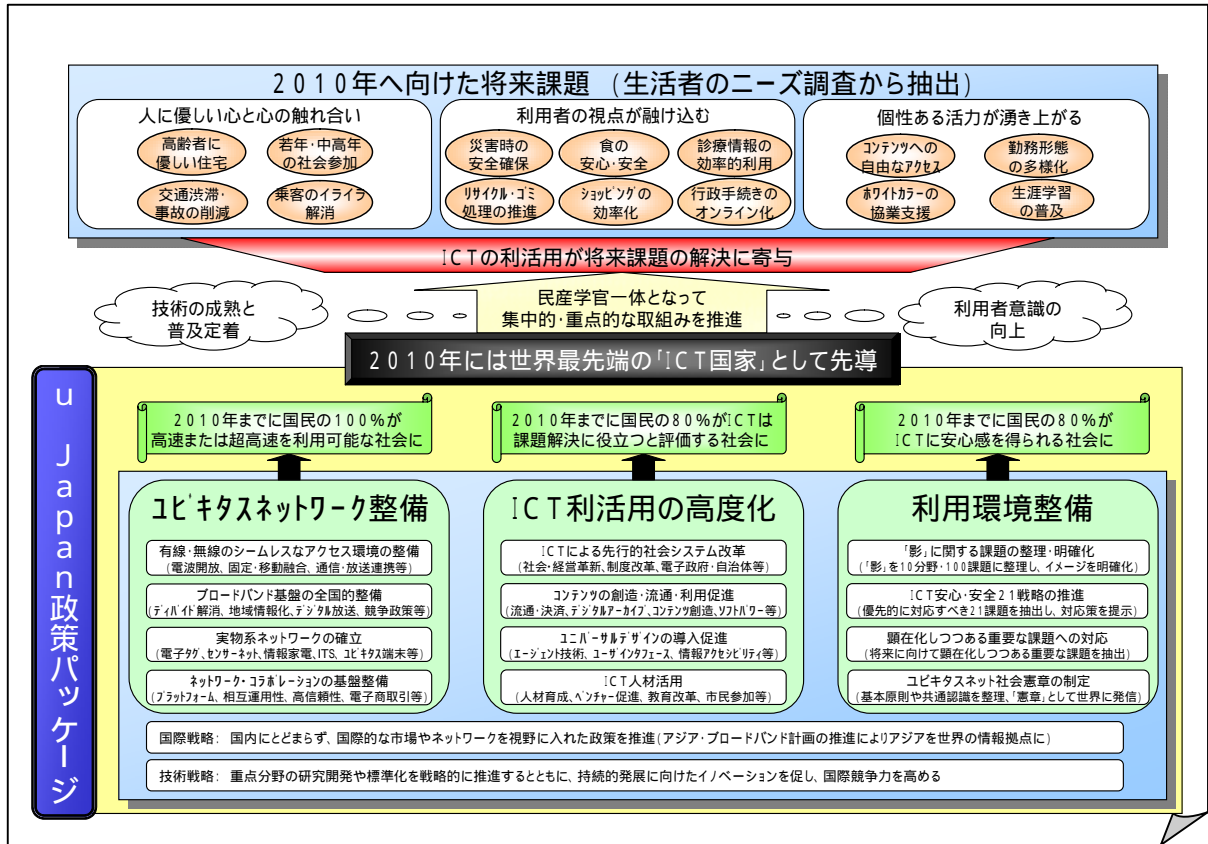 2010年へ向けた将来課題 (生活者のニーズ調査から抽出)
人に優しい心と心の触れ合い
高齢者に
優しい住宅
若年・中高年
の社会参加
交通渋滞・
事故の削減
乗客のイライラ
解消
利用者の視点が融け込む
災害時の
安全確保
食の
安心・安全
診療情報の
効率的利用
リサイクル・ゴミ
処理の推進
ショッピングの
効率化
行政手続きの
オンライン化
個性ある活力が湧き上がる
コンテンツへの
自由なアクセス
勤務形態
の多様化
ホワイトカラーの
協業支援
生涯学習
の普及
ICTの利活用が将来課題の解決に寄与
技術の成熟と
普及定着
民産学官一体となって
集中的・重点的な取組みを推進
利用者意識の
向上
2010年には世界最先端の「ICT国家」として先導
u Japan政策パッケージ
2010年までに国民の100%が
高速または超高速を利用可能な社会に
2010年までに国民の80%がICTは
課題解決に役立つと評価する社会に
2010年までに国民の80%が
ICTに安心感を得られる社会に
ユビキタスネットワーク整備
有線・無線のシームレスなアクセス環境の整備
(電波開放、固定・移動融合、通信・放送連携等)
ブロードバンド基盤の全国的整備
(ディバイド解消、地域情報化、デジタル放送、競争政策等)
実物系ネットワークの確立
(電子タグ、センサーネット、情報家電、ITS、ユビキタス端末等)
ネットワーク・コラボレーションの基盤整備
(プラットフォーム、相互運用性、高信頼性、電子商取引等)
ICT利活用の高度化
ICTによる先行的社会システム改革
(社会・経営革新、制度改革、電子政府・自治体等)
コンテンツの創造・流通・利用促進
(流通・決済、デジタルアーカイブ、コンテンツ創造、ソフトパワー等)
ユニバーサルデザインの導入促進
(エージェント技術、ユーザインタフェース、情報アクセシビリティ等)
ICT人材活用
(人材育成、ベンチャー促進、教育改革、市民参加等)
利用環境整備
「影」に関する課題の整理・明確化
(「影」を10分野・100課題に整理し、イメージを明確化)
ICT安心・安全21戦略の推進
(優先的に対応すべき21課題を抽出し、対応策を提示)
顕在化しつつある重要な課題への対応
(将来に向けて顕在化しつつある重要な課題を抽出)
ユビキタスネット社会憲章の制定
(基本原則や共通認識を整理、「憲章」として世界に発信)
国際戦略: 国内にとどまらず、国際的な市場やネットワークを視野に入れた政策を推進(アジア・ブロードバンド計画の推進によりアジアを世界の情報拠点に)
技術戦略: 重点分野の研究開発や標準化を戦略的に推進するとともに、持続的発展に向けたイノベーションを促し、国際競争力を高める